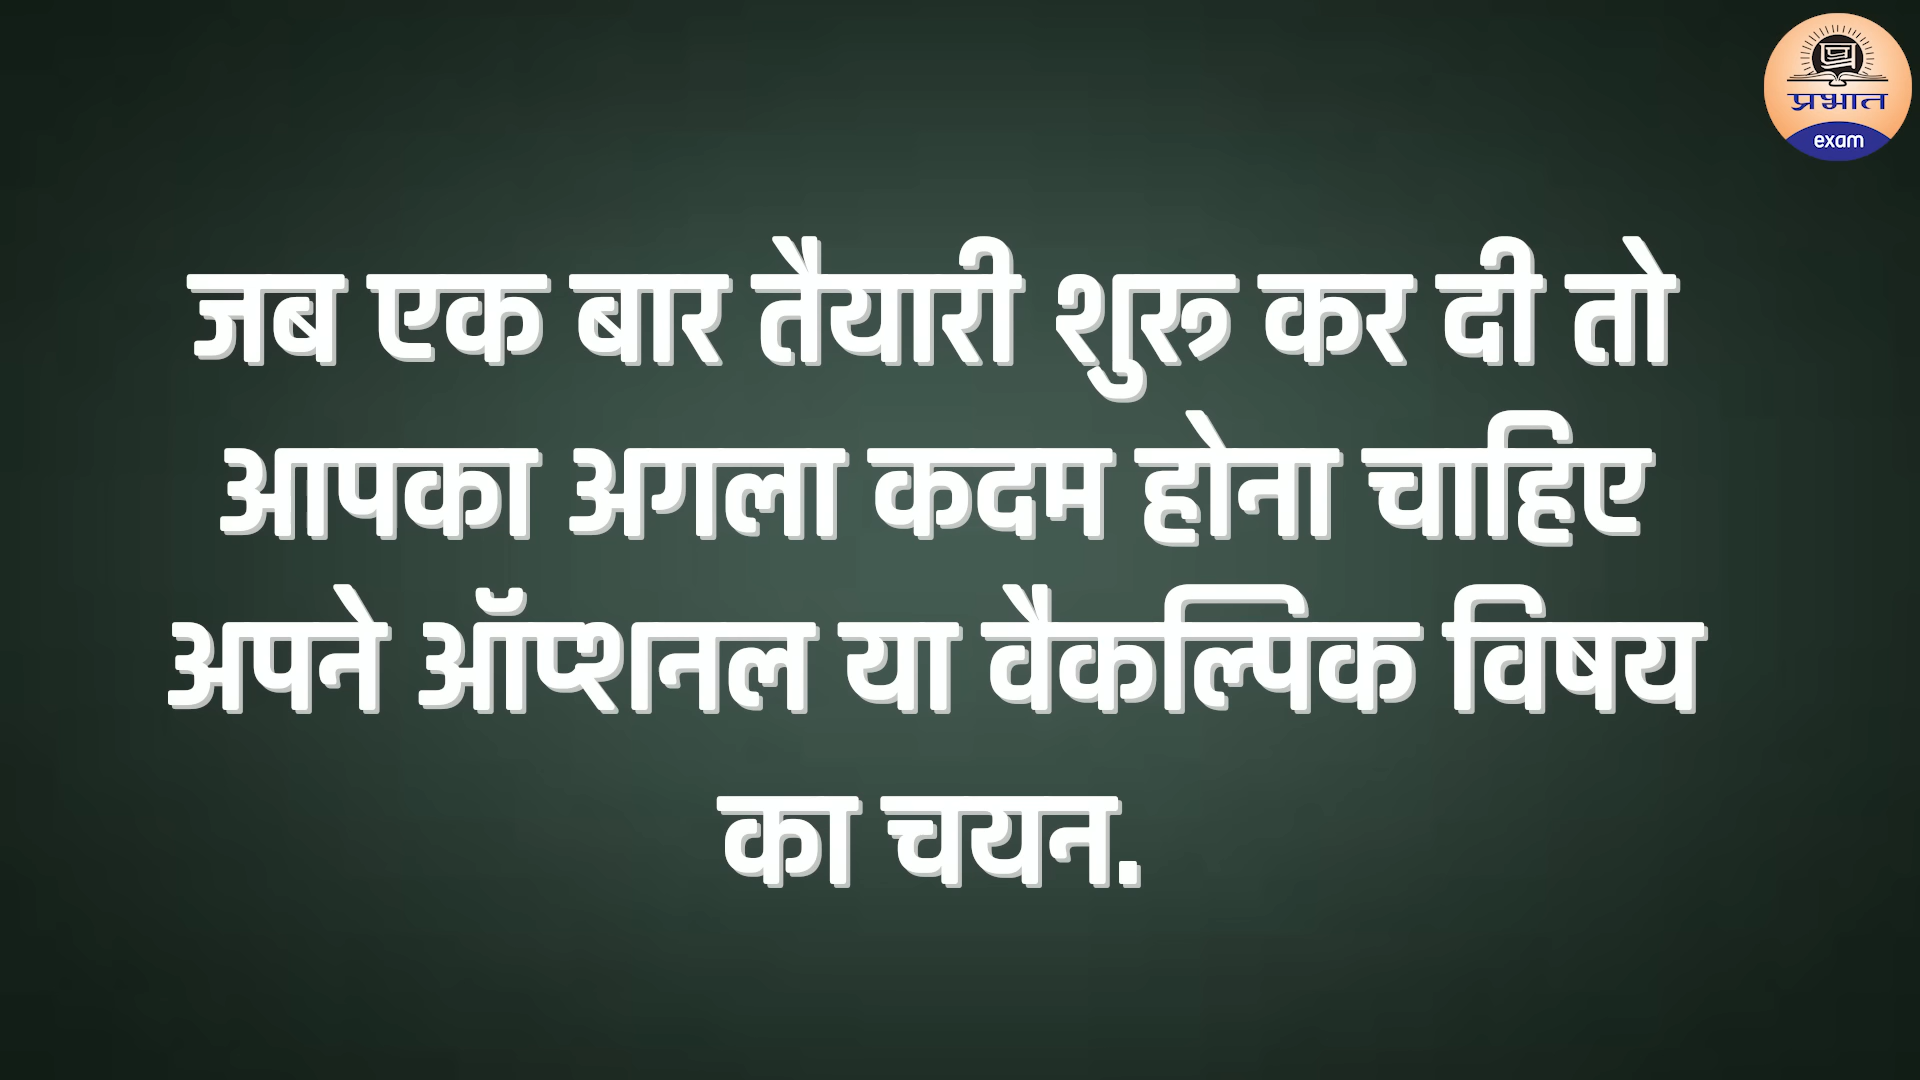 प्रभात
exam
जब एक बार तैयारी शुरु कर दी तो
आपका अगला कदम होना चाहिए
अपने ऑप्शनल या वैकल्पिक विषय
का चयन.